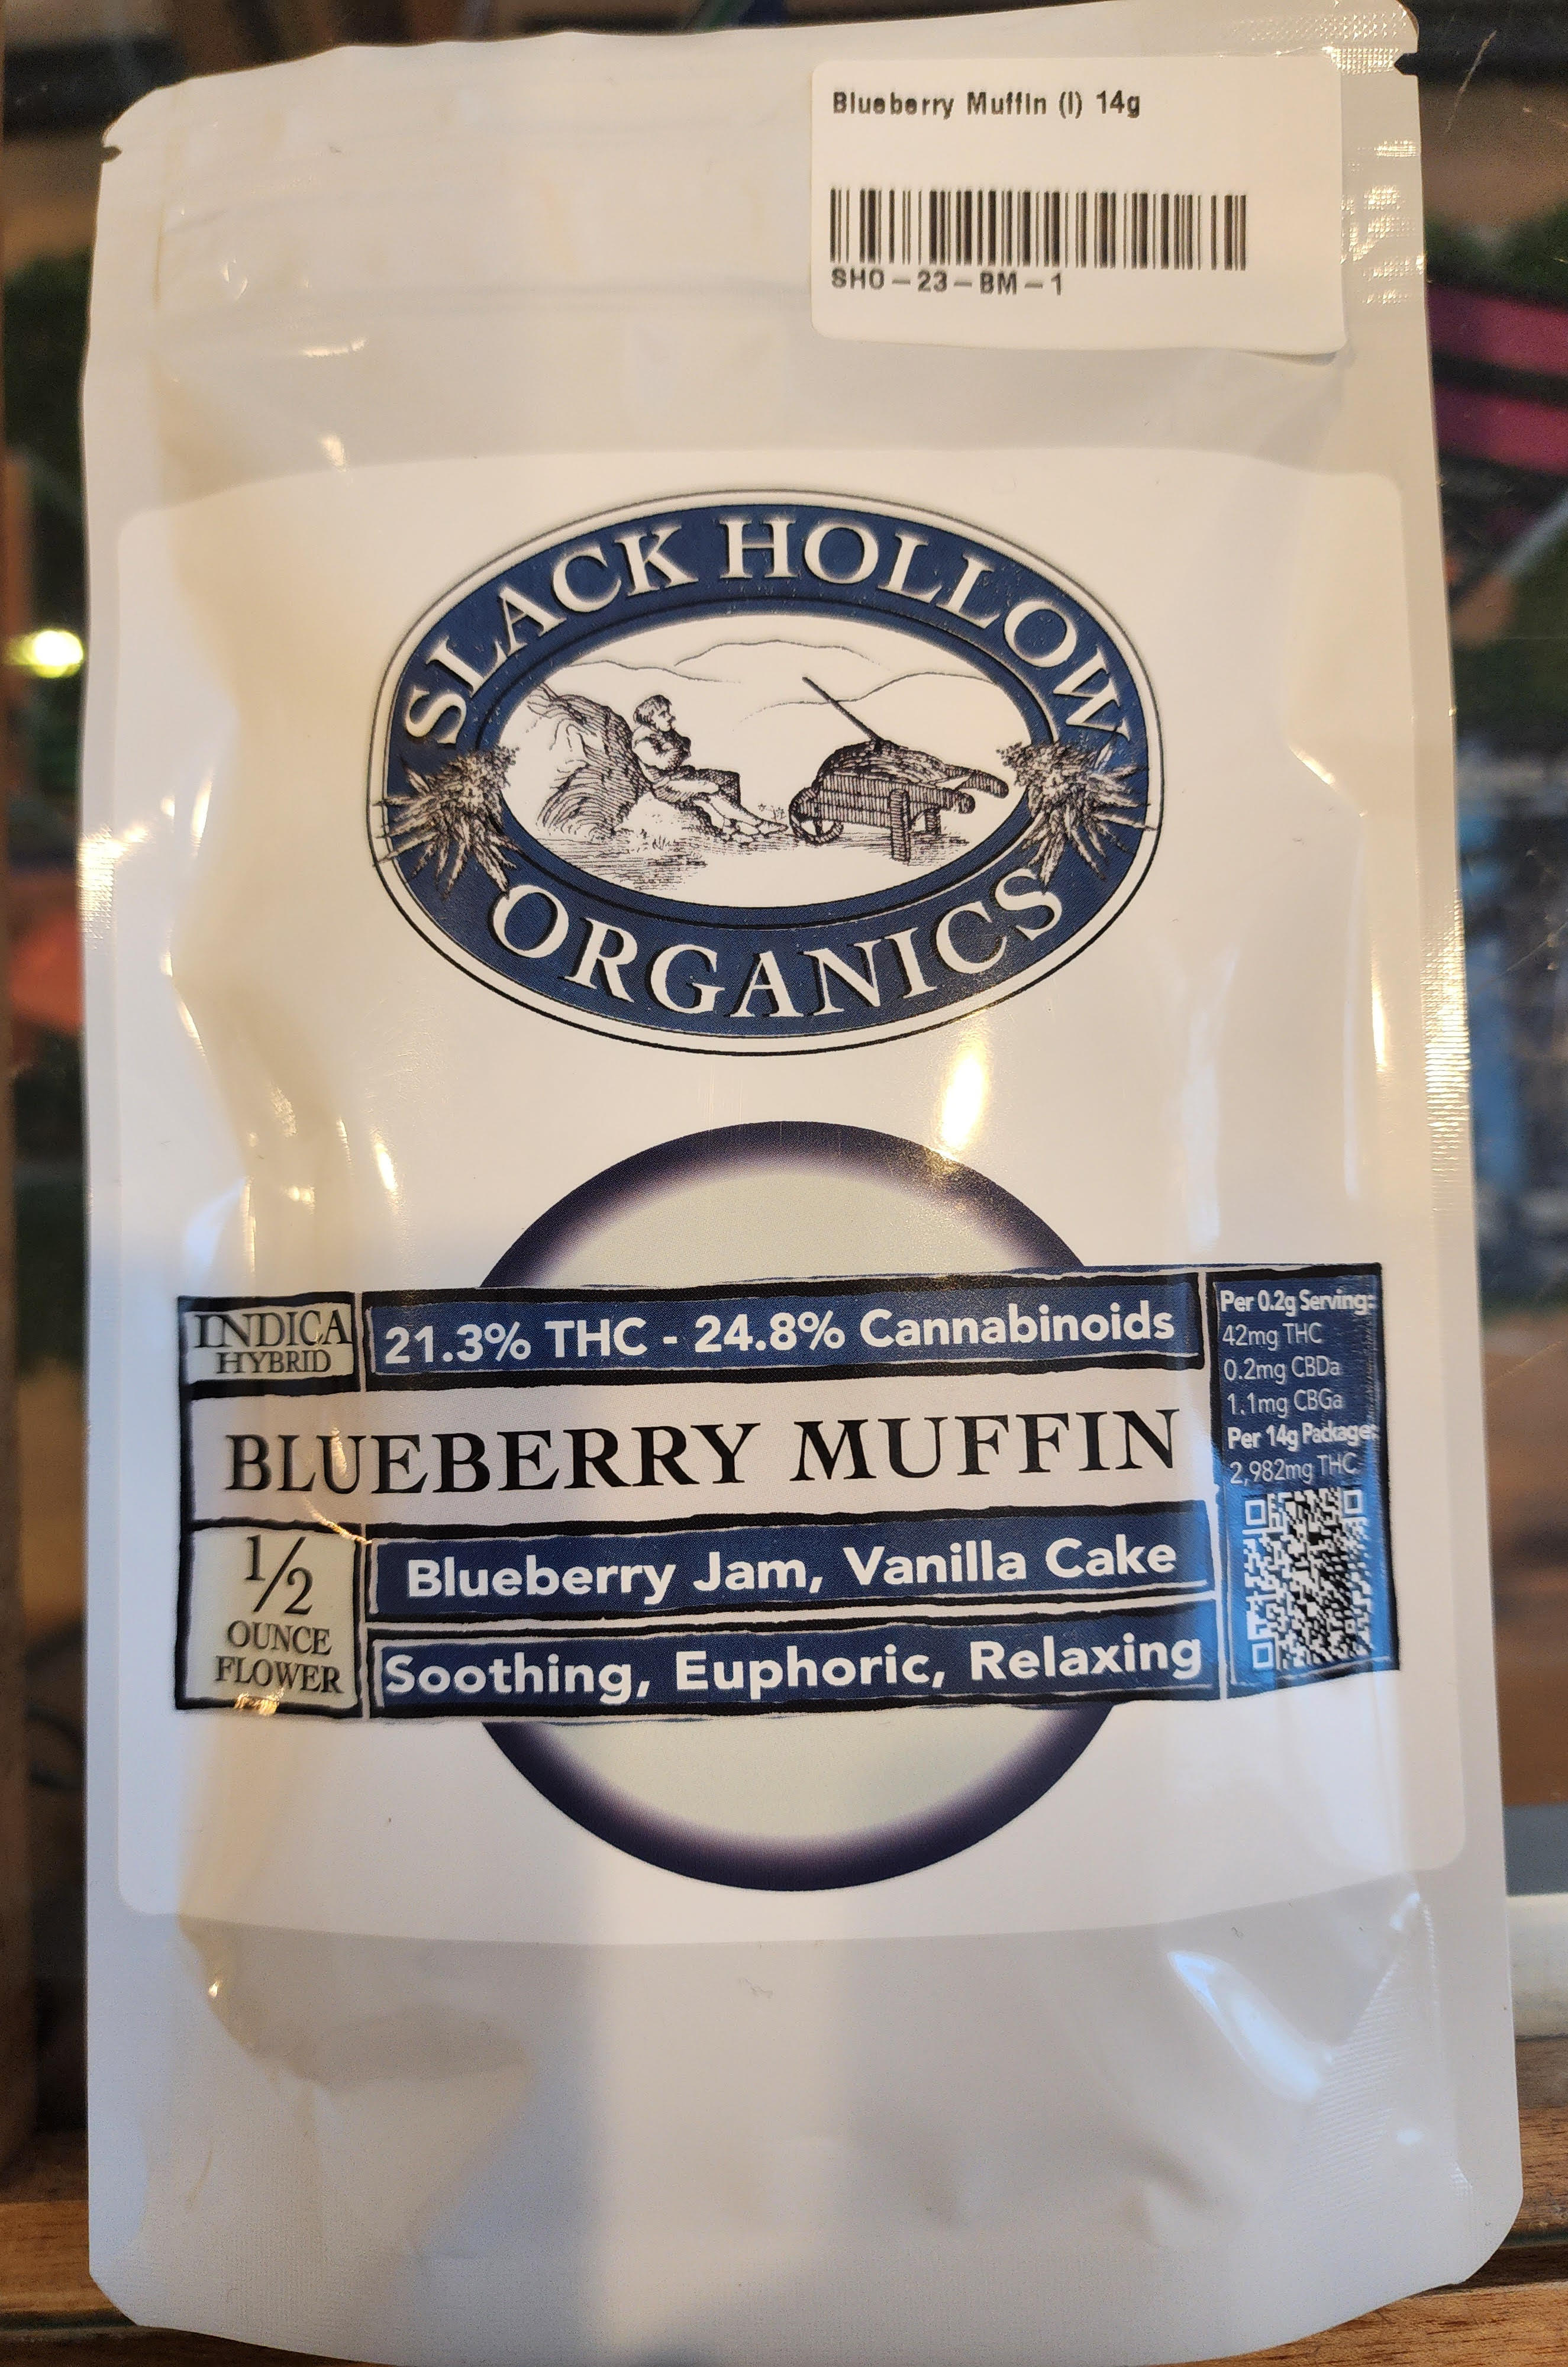 Blueberry Muffin (I) 14g
SHO-23-BM-1
SLACK HOLLOW
ORGANICS
INDICA
HYBRID
21.3% THC - 24.8% Cannabinoids
BLUEBERRY MUFFIN
1/2
OUNCE
FLOWER
Blueberry Jam, Vanilla Cake
Soothing, Euphoric, Relaxing
Per 0.2g Serving:
42mg THC
0.2mg CBDa
1.1mg CBGa
Per 14g Package:
2,982mg THC